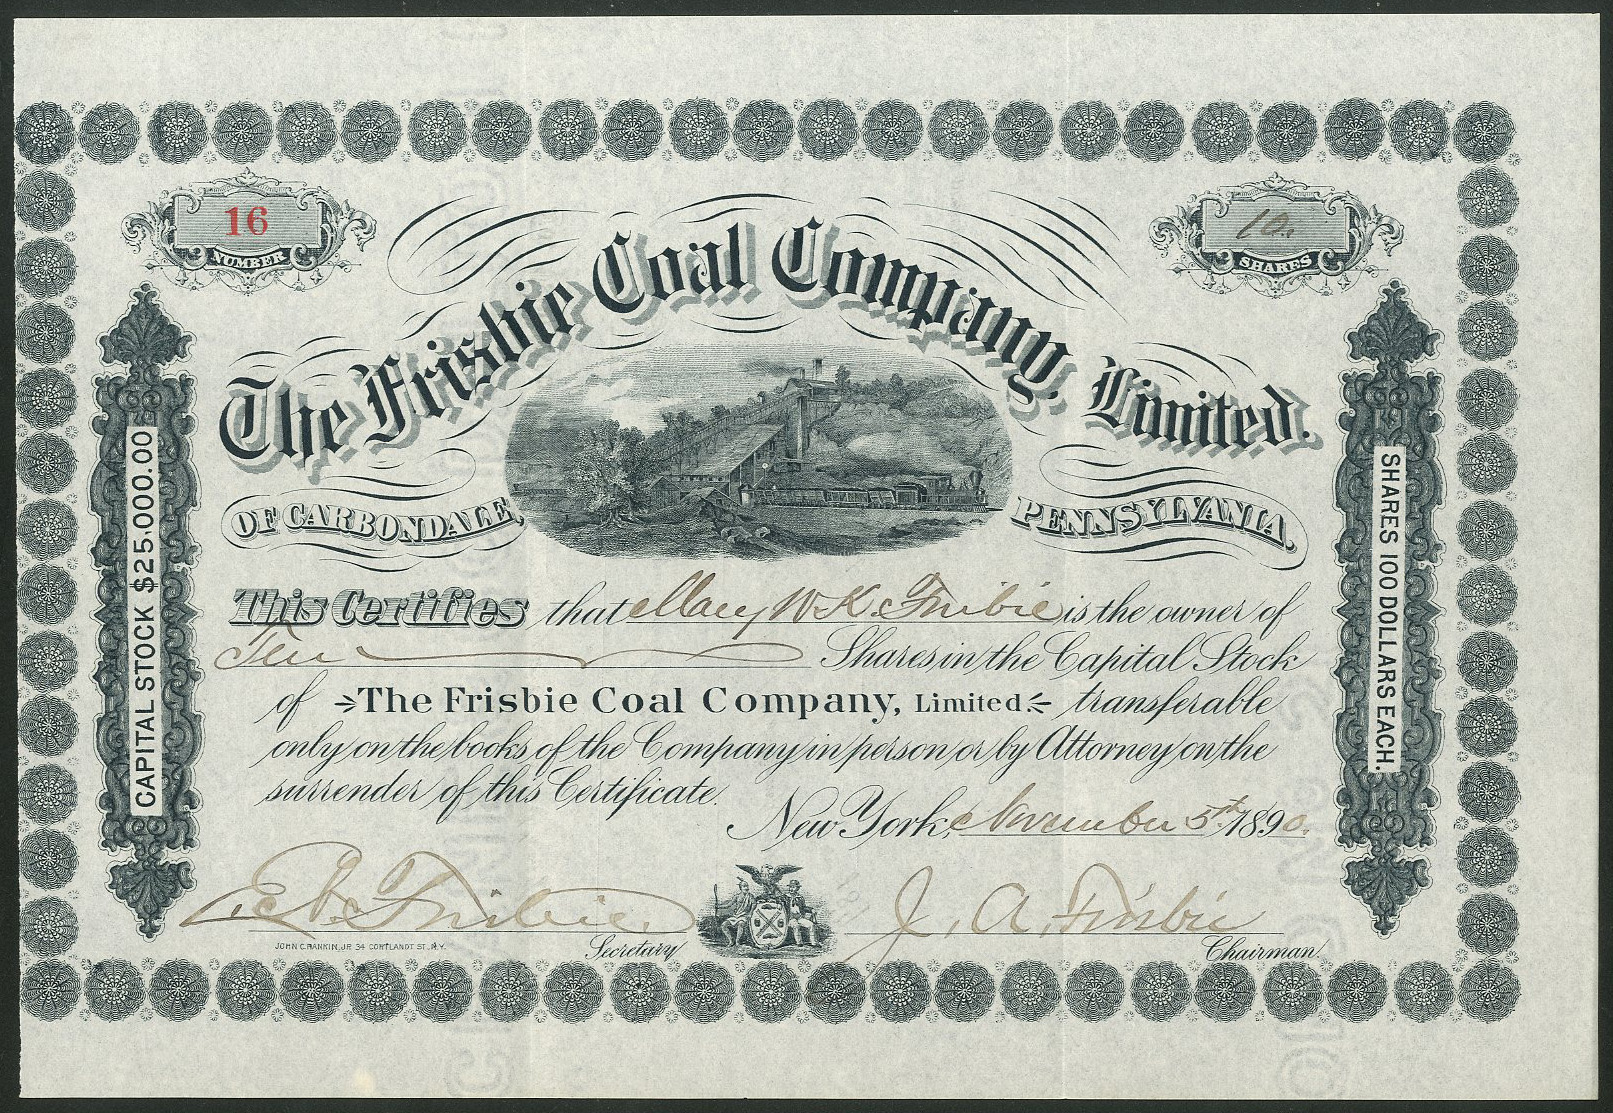 16
NUMBER
10.
SHARES
The Frisbie Coal Company, Limited.
OF CARBONDALE, PENNSYLVANIA,
CAPITAL STOCK $25.000.00
SHARES 100 DOLLARS EACH.
This Certifies that Mary W. K. Frisbie is the owner of
Ten Shares in the Capital Stock
of The Frisbie Coal Company, Limited transferable
only on the books of the Company in person or by Attorney on the
surrender of this Certificate.
New York, November 5th 1890.
Frisbie. J. A. Frisbie
JOHN C. RANKIN, JR. 34 CORTLANDT ST. N.Y. Secretary Chairman.